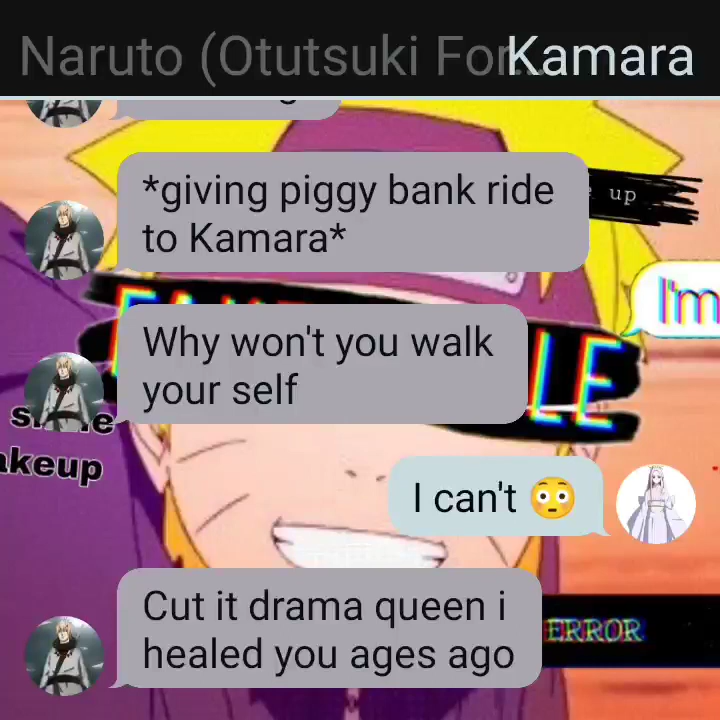 Naruto (Otutsuki For
Kamara
*giving piggy bank ride
to Kamara*
up
I'm
Why won't you walk
your self
LE
akeup
I can't 😳
Cut it drama queen i
healed you ages ago
ERROR